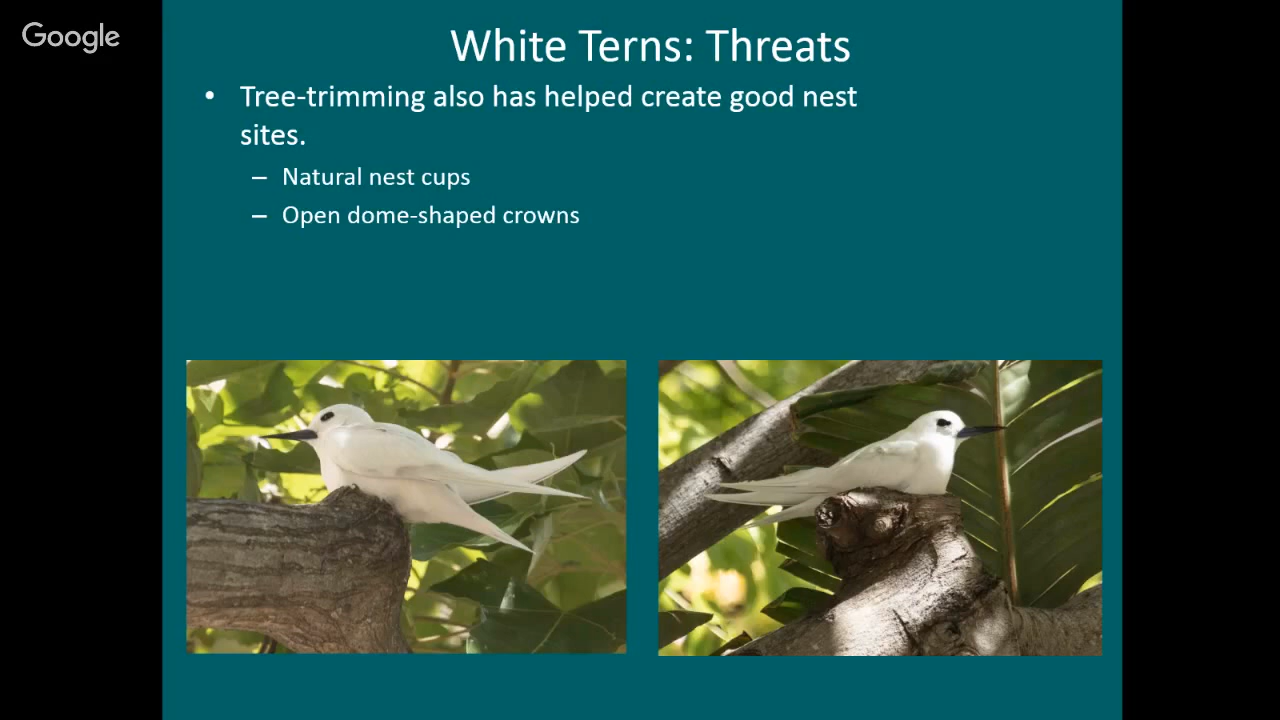 Google
White Terns: Threats
• Tree-trimming also has helped create good nest
sites.
– Natural nest cups
– Open dome-shaped crowns